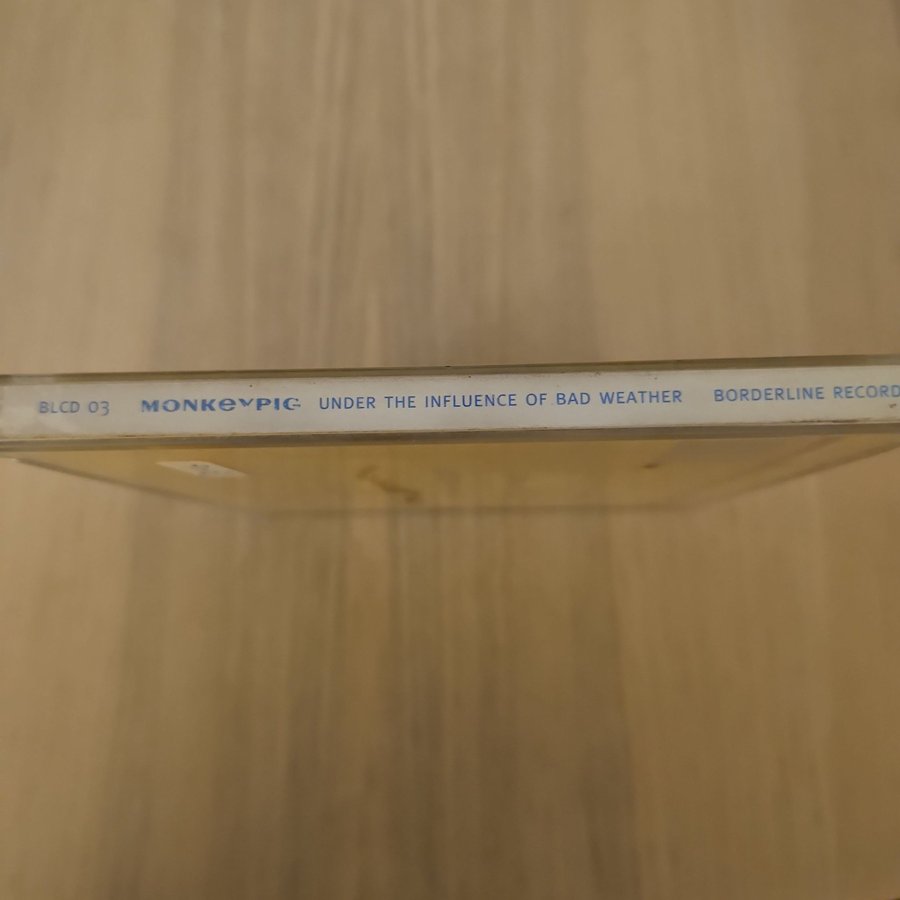 BLCD 03 MONKEYPIG UNDER THE INFLUENCE OF BAD WEATHER BORDERLINE RECORD